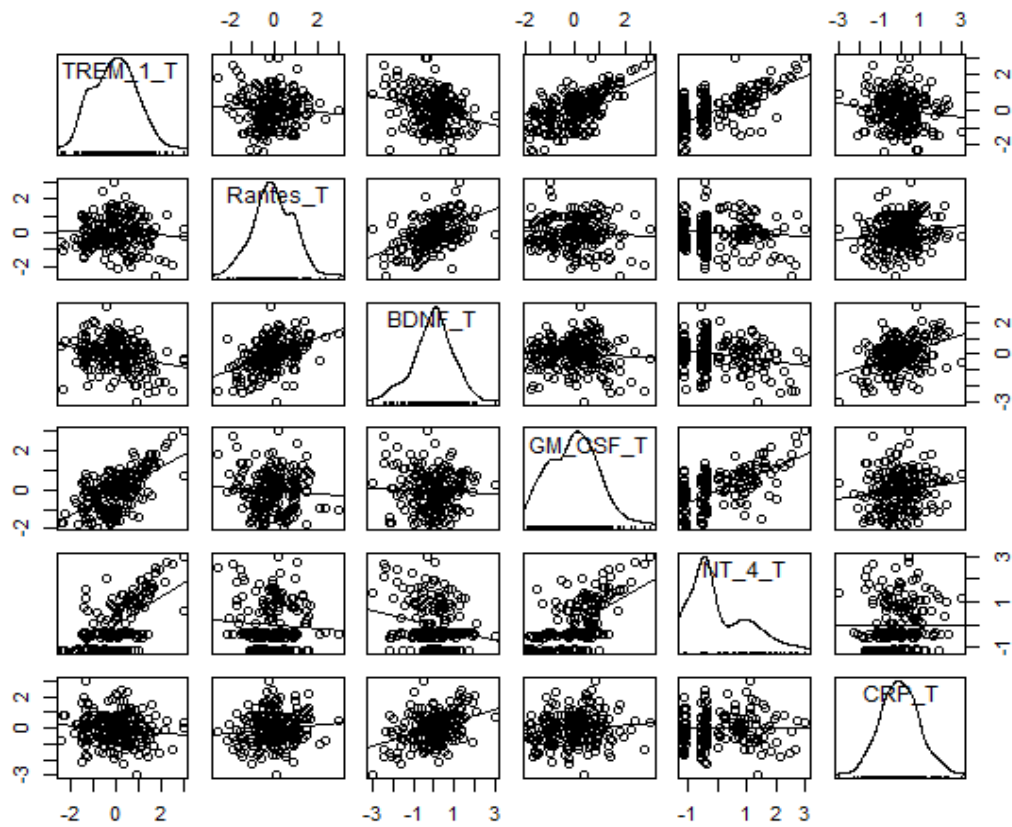 -2 0 2 -2 0 2 -3 -1 1 3
TREM_1_T
-2 0 2
Rantes_T
-2 0 2
BDNF_T
-3 0 2
GM_CSF_T
-2 0 2
NT_4_T
-1 1 3
CRP_T
-3 0 2
-2 0 2 -3 -1 1 3 -1 1 2 3